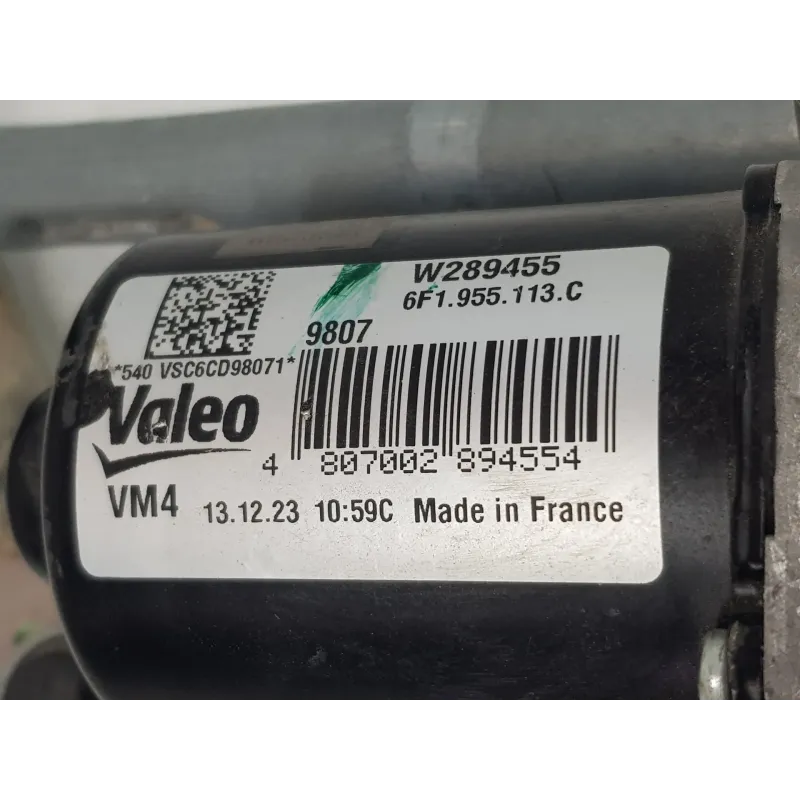 W289455
6F1.955.113.C
9807
*540 VSC6CD98071*
Valeo
4 807002 894554
VM4 13.12.23 10:59C Made in France